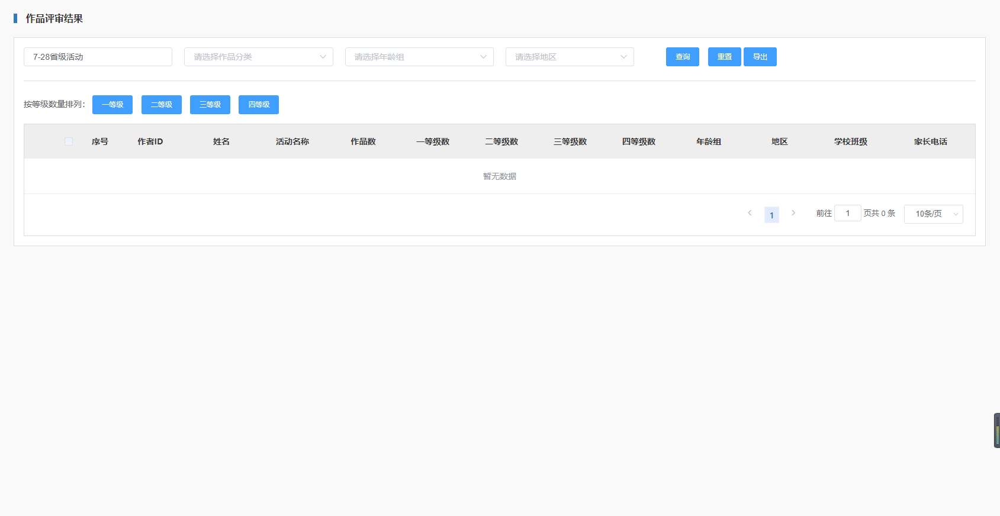 作品评审结果
7-28省级活动 请选择作品分类 请选择年龄组 请选择地区 查询 重置 导出
按等级数量排列: 一等级 二等级 三等级 四等级
序号 作者ID 姓名 活动名称 作品数 一等级数 二等级数 三等级数 四等级数 年龄组 地区 学校班级 家长电话
暂无数据
1 前往 1 页共 0 条 10条/页